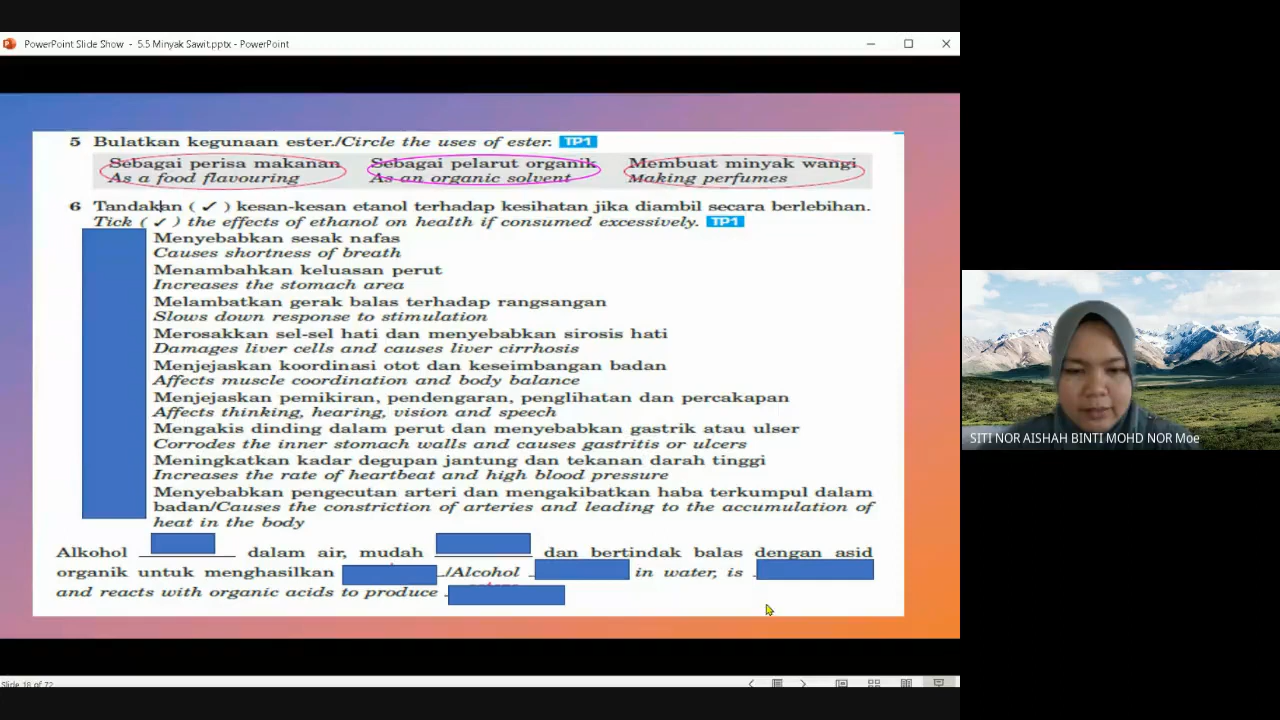 PowerPoint Slide Show - 5.5 Minyak Sawit.pptx - PowerPoint
5 Bulatkan kegunaan ester./Circle the uses of ester. TP1
Sebagai perisa makanan Sebagai pelarut organik Membuat minyak wangi
As a food flavouring As an organic solvent Making perfumes
6 Tandakan ( ✓ ) kesan-kesan etanol terhadap kesihatan jika diambil secara berlebihan.
Tick ( ✓ ) the effects of ethanol on health if consumed excessively. TP1
Menyebabkan sesak nafas
Causes shortness of breath
Menambahkan keluasan perut
Increases the stomach area
Melambatkan gerak balas terhadap rangsangan
Slows down response to stimulation
Merosakkan sel-sel hati dan menyebabkan sirosis hati
Damages liver cells and causes liver cirrhosis
Menjejaskan koordinasi otot dan keseimbangan badan
Affects muscle coordination and body balance
Menjejaskan pemikiran, pendengaran, penglihatan dan percakapan
Affects thinking, hearing, vision and speech
Mengakis dinding dalam perut dan menyebabkan gastrik atau ulser
Corrodes the inner stomach walls and causes gastritis or ulcers
Meningkatkan kadar degupan jantung dan tekanan darah tinggi
Increases the rate of heartbeat and high blood pressure
Menyebabkan pengecutan arteri dan mengakibatkan haba terkumpul dalam
badan/Causes the constriction of arteries and leading to the accumulation of
heat in the body
Alkohol dalam air, mudah dan bertindak balas dengan asid
organik untuk menghasilkan /Alcohol in water, is
and reacts with organic acids to produce
Slide 18 of 72
SITI NOR AISHAH BINTI MOHD NOR Moe